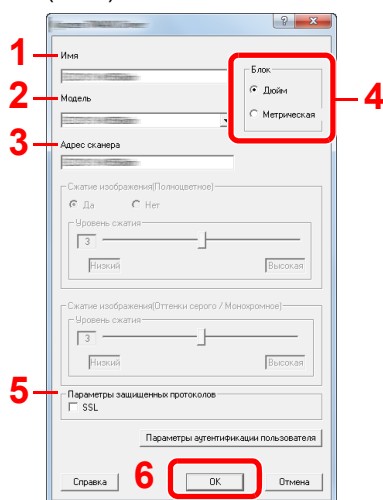 1
Имя
Блок
Дюйм
Метрическая
4
2
Модель
3
Адрес сканера
Сжатие изображения(Полноцветное)
Да
Нет
Уровень сжатия
3
Низкий
Высокая
Сжатие изображения(Оттенки серого / Монохромное)
Уровень сжатия
3
Низкий
Высокая
5
Параметры защищенных протоколов
SSL
Параметры аутентификации пользователя
6
Справка
OK
Отмена